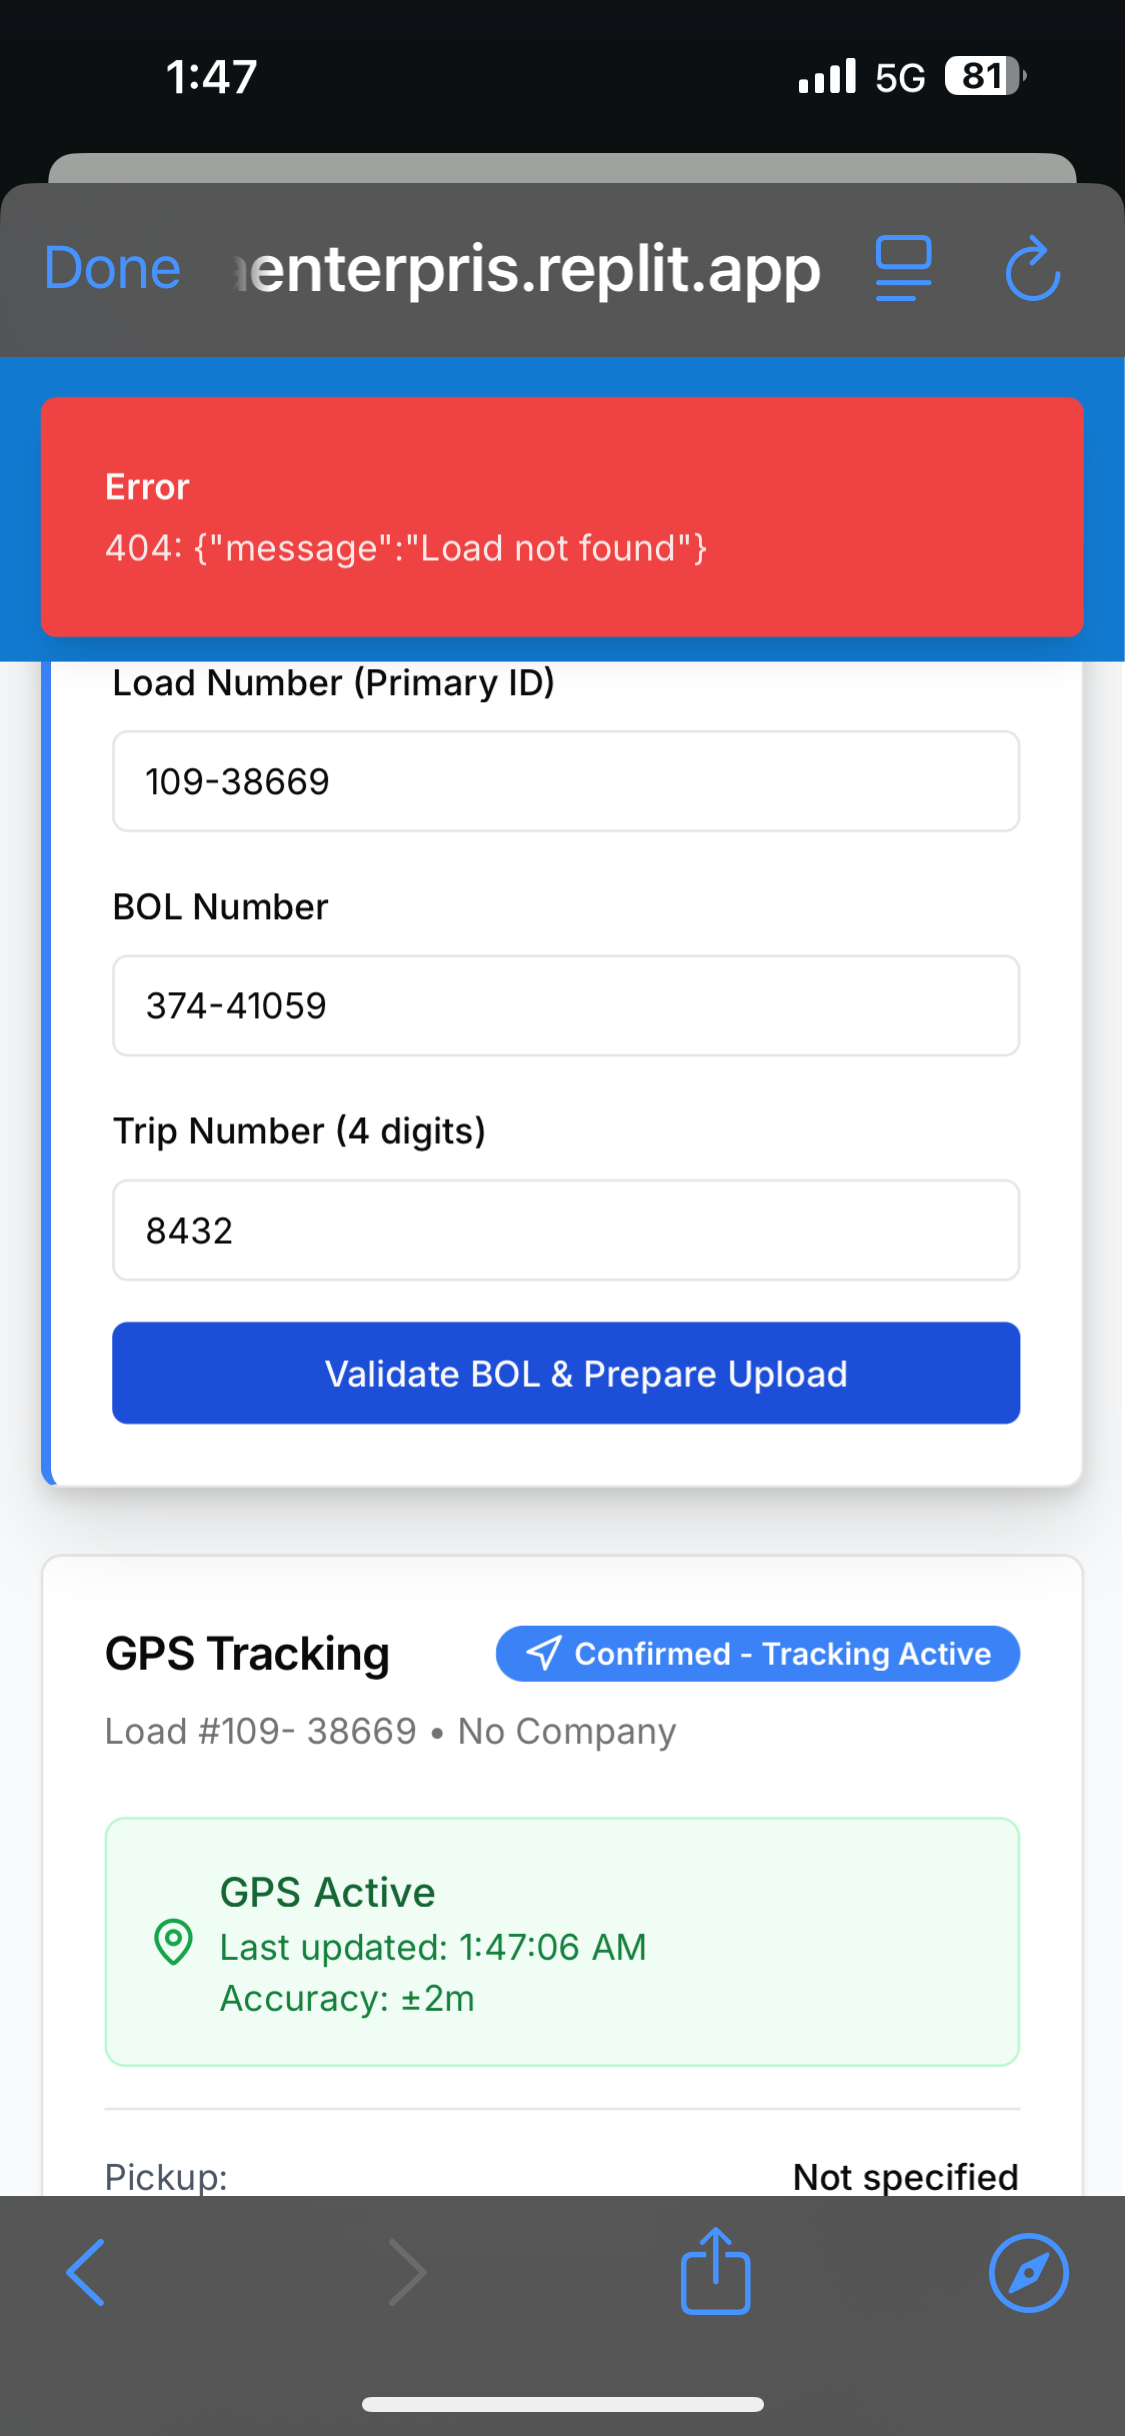 1:47
5G
81
Done
enterpris.replit.app
Error
404: {"message":"Load not found"}
Load Number (Primary ID)
109-38669
BOL Number
374-41059
Trip Number (4 digits)
8432
Validate BOL & Prepare Upload
GPS Tracking
Confirmed - Tracking Active
Load #109- 38669 • No Company
GPS Active
Last updated: 1:47:06 AM
Accuracy: ±2m
Pickup:
Not specified